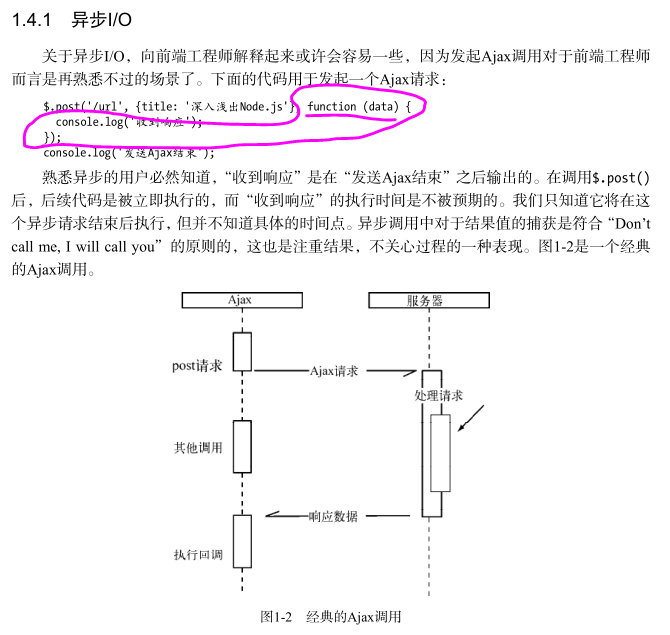 1.4.1 异步I/O
关于异步I/O，向前端工程师解释起来或许会容易一些，因为发起Ajax调用对于前端工程师
而言是再熟悉不过的场景了。下面的代码用于发起一个Ajax请求：
$.post('/url', {title: '深入浅出Node.js'}, function (data) {
console.log('收到响应');
});
console.log('发送Ajax结束');
熟悉异步的用户必然知道，“收到响应”是在“发送Ajax结束”之后输出的。在调用$.post()
后，后续代码是被立即执行的，而“收到响应”的执行时间是不被预期的。我们只知道它将在这
个异步请求结束后执行，但并不知道具体的时间点。异步调用中对于结果值的捕获是符合“Don't
call me, I will call you”的原则的，这也是注重结果，不关心过程的一种表现。图1-2是一个经典
的Ajax调用。
Ajax
服务器
post请求
Ajax请求
处理请求
其他调用
响应数据
执行回调
图1-2 经典的Ajax调用